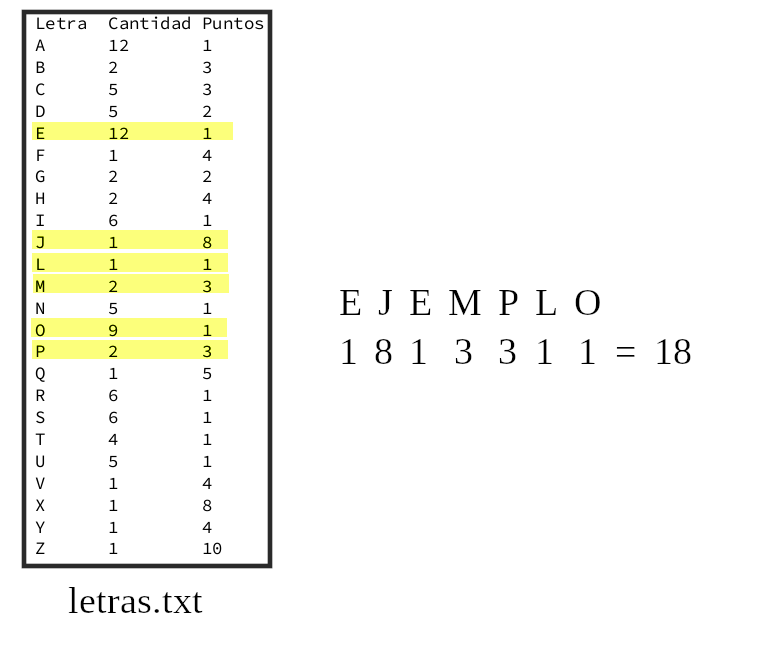 Letra Cantidad Puntos
A 12 1
B 2 3
C 5 3
D 5 2
E 12 1
F 1 4
G 2 2
H 2 4
I 6 1
J 1 8
L 1 1
M 2 3
N 5 1
O 9 1
P 2 3
Q 1 5
R 6 1
S 6 1
T 4 1
U 5 1
V 1 4
X 1 8
Y 1 4
Z 1 10
letras.txt
E J E M P L O
1 8 1 3 3 1 1 = 18